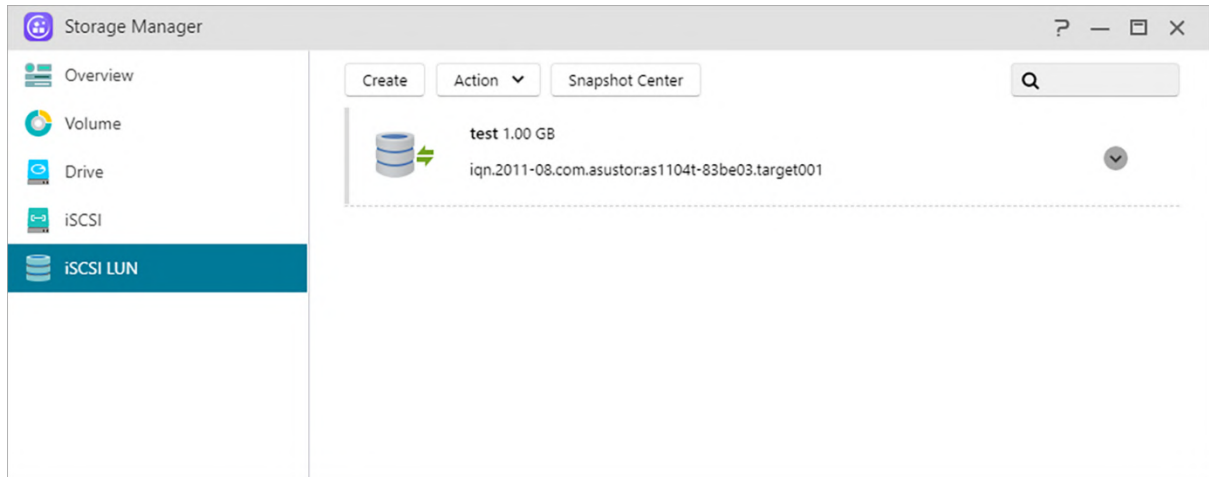 Storage Manager
Overview
Volume
Drive
iSCSI
iSCSI LUN
Create
Action
Snapshot Center
test 1.00 GB
iqn.2011-08.com.asustor:as1104t-83be03.target001